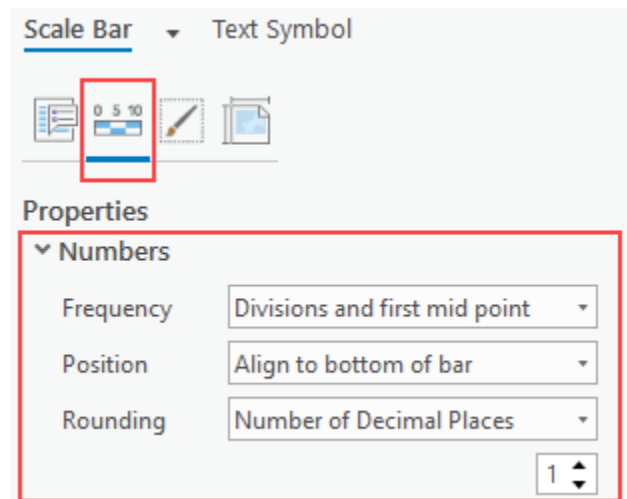 Scale Bar Text Symbol
0 5 10
Properties
Numbers
Frequency Divisions and first mid point
Position Align to bottom of bar
Rounding Number of Decimal Places
1